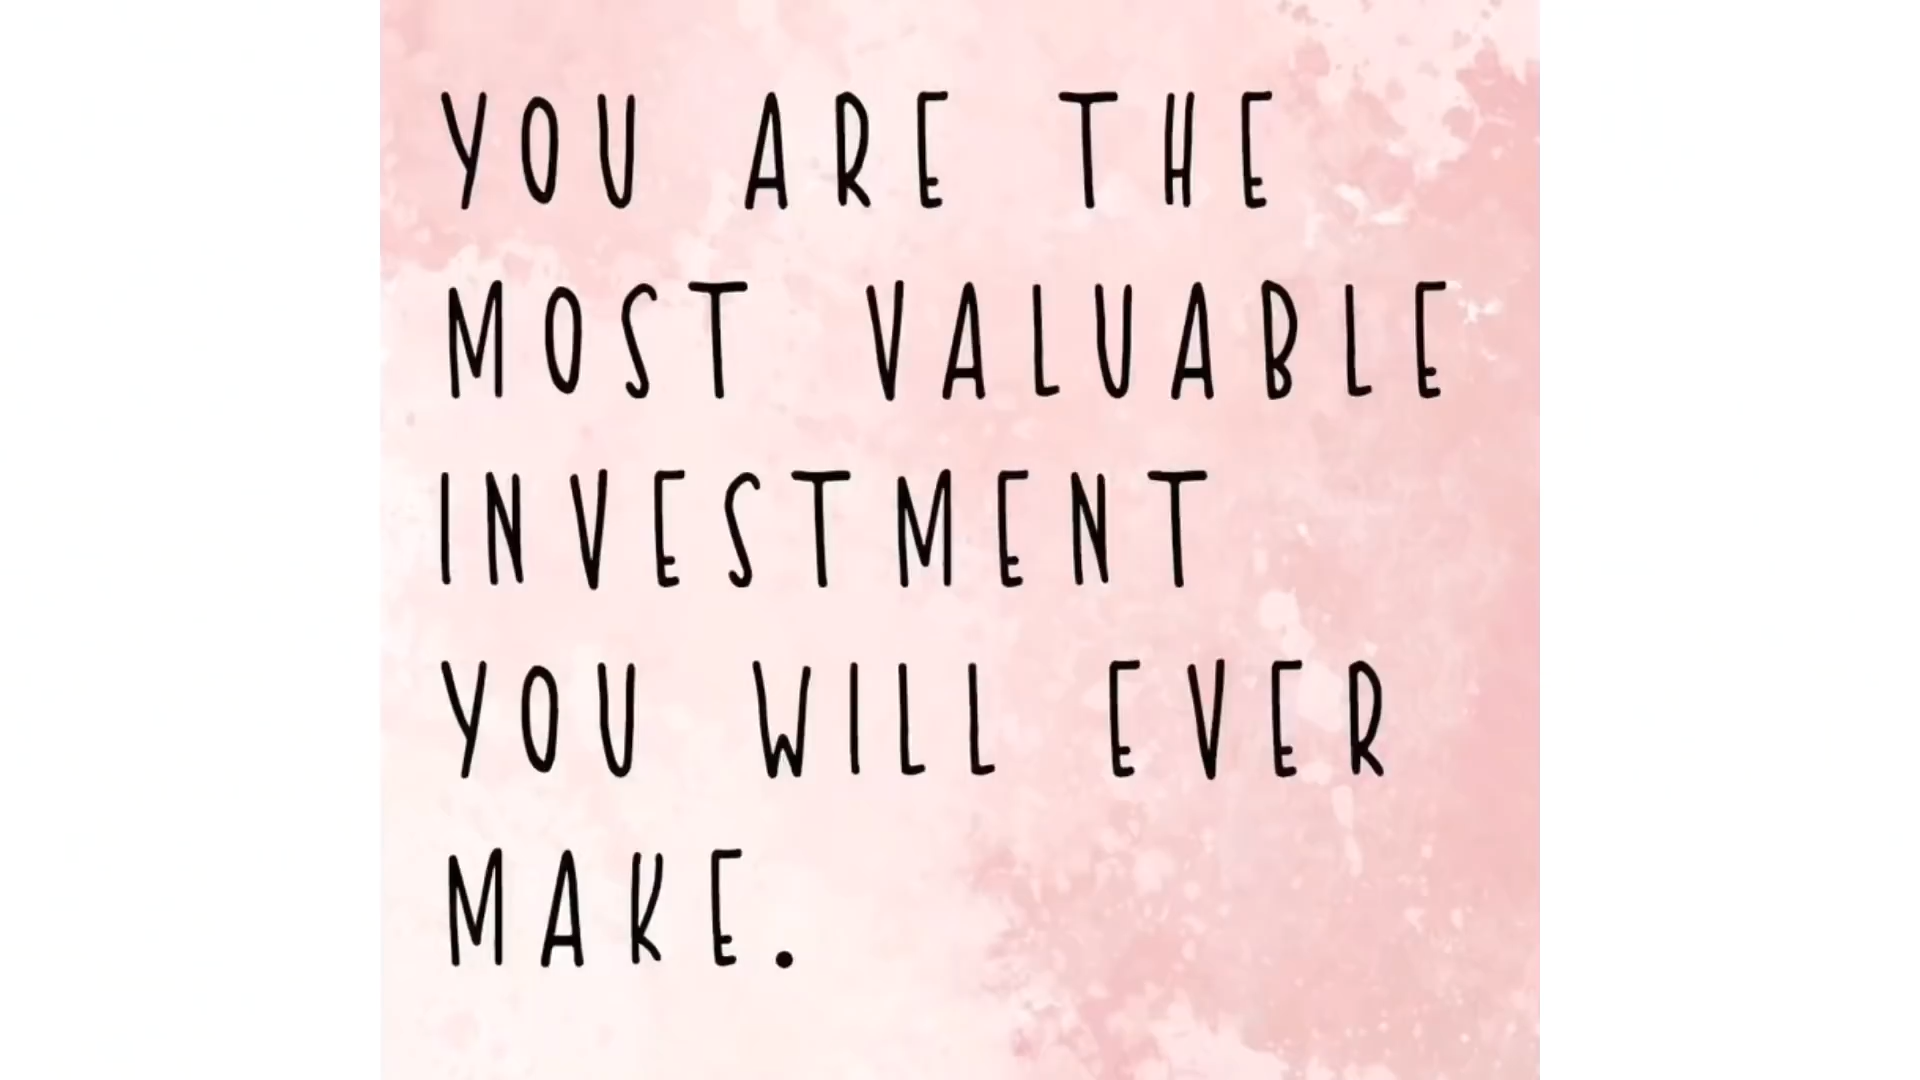 YOU ARE THE
MOST VALUABLE
INVESTMENT
YOU WILL EVER
MAKE.